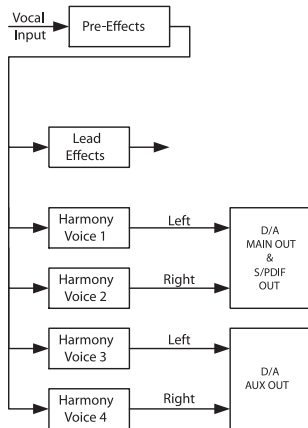 Vocal
Input
Pre-Effects
Lead
Effects
Harmony
Voice 1
Left
Harmony
Voice 2
Right
D/A
MAIN OUT
&
S/PDIF
OUT
Harmony
Voice 3
Left
Harmony
Voice 4
Right
D/A
AUX OUT